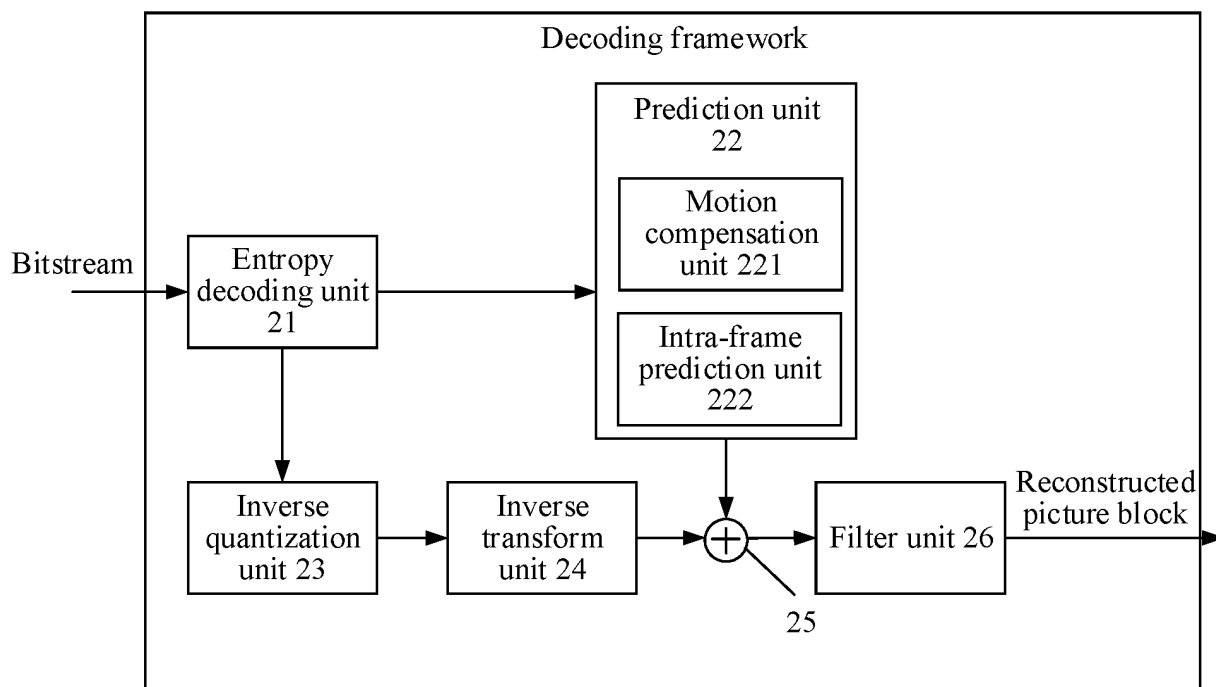 Decoding framework
Prediction unit
22
Motion
compensation
unit 221
Bitstream
Entropy
decoding unit
21
Intra-frame
prediction unit
222
Inverse
quantization
unit 23
Inverse
transform
unit 24
Filter unit 26
Reconstructed
picture block
25